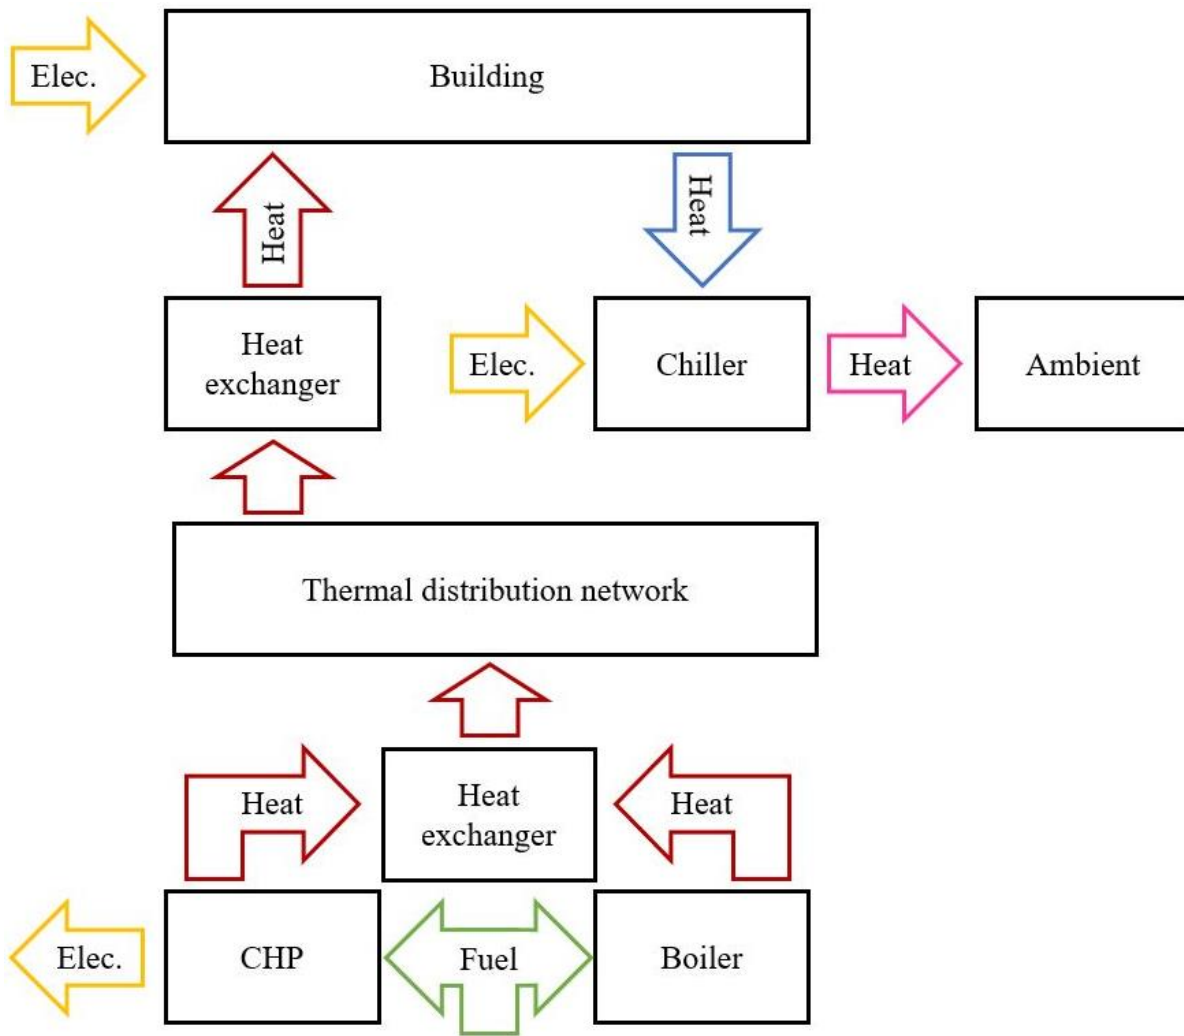 Elec.
Building
Heat
Heat
Heat
exchanger
Elec.
Chiller
Heat
Ambient
Thermal distribution network
Heat
Heat
exchanger
Heat
Elec.
CHP
Fuel
Boiler